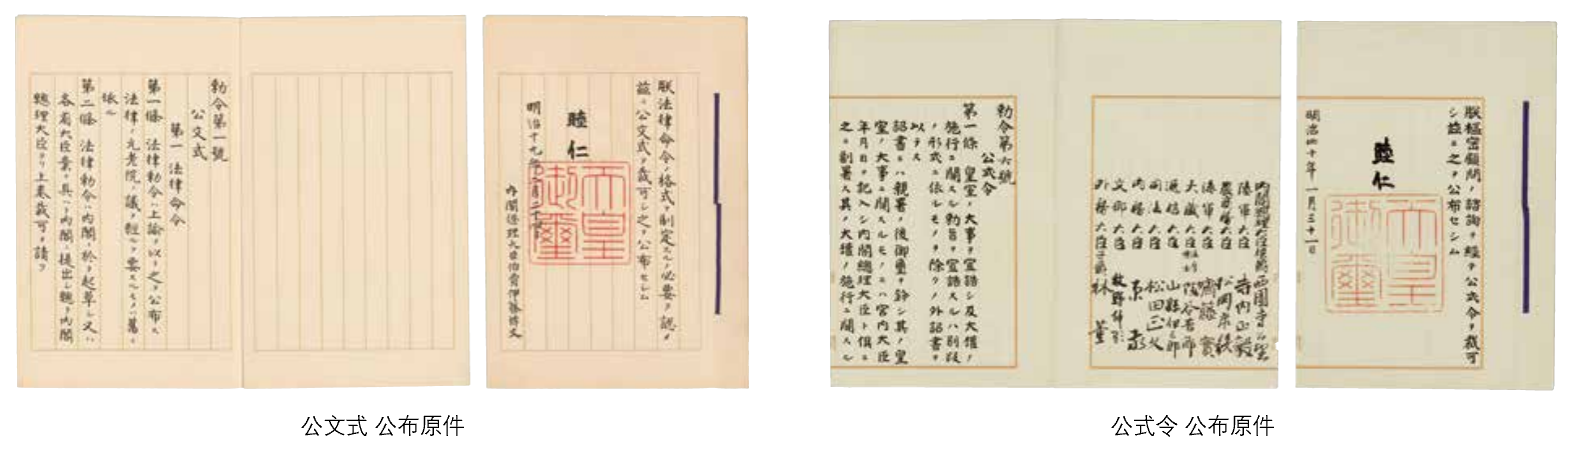 朕法律命令ノ格式ヲ制定スルノ必要ヲ認メ
茲ニ公文式ヲ裁可シ之ヲ公布セシム
睦仁
天皇御璽
明治十九年二月二十四日
内閣總理大臣伯爵伊藤博文
勅令第一號
公文式
第一 法律命令
第一條 法律勅令ハ上諭ヲ以テ之ヲ公布ス
法律ノ元老院ノ議ヲ經ルヲ要スルモノハ舊ニ
依ル
第二條 法律勅令ハ内閣ニ於テ起草シ又ハ
各省大臣案ヲ具ヘテ内閣ニ提出シ總テ内閣
總理大臣ヨリ上奏裁可ヲ請フ
公文式 公布原件
朕樞密顧問ノ諮詢ヲ經テ公式令ヲ裁可
シ茲ニ之ヲ公布セシム
睦仁
天皇御璽
明治四十年一月三十一日
内閣總理大臣侯爵西園寺公望
陸軍大臣 寺内正毅
農商務大臣 松岡康毅
海軍大臣 齋藤實
大藏大臣 阪谷芳郎
遞信大臣 山縣伊三郎
司法大臣 松田正久
内務大臣 原敬
文部大臣 牧野伸顯
外務大臣子爵林董
勅令第六號
公式令
第一條 皇室ノ大事ヲ宣誥シ及大權ノ
施行ニ關スル勅旨ヲ宣誥スルハ別段
ノ形式ニ依ルモノヲ除クノ外詔書ヲ
以テス
詔書ニハ親署ノ後御璽ヲ鈐シ其ノ皇
室ノ大事ニ關スルモノニハ宮内大臣
年月日ヲ記入シ内閣總理大臣ト倶ニ
之ニ副署ス其ノ大權ノ施行ニ關スル
公式令 公布原件